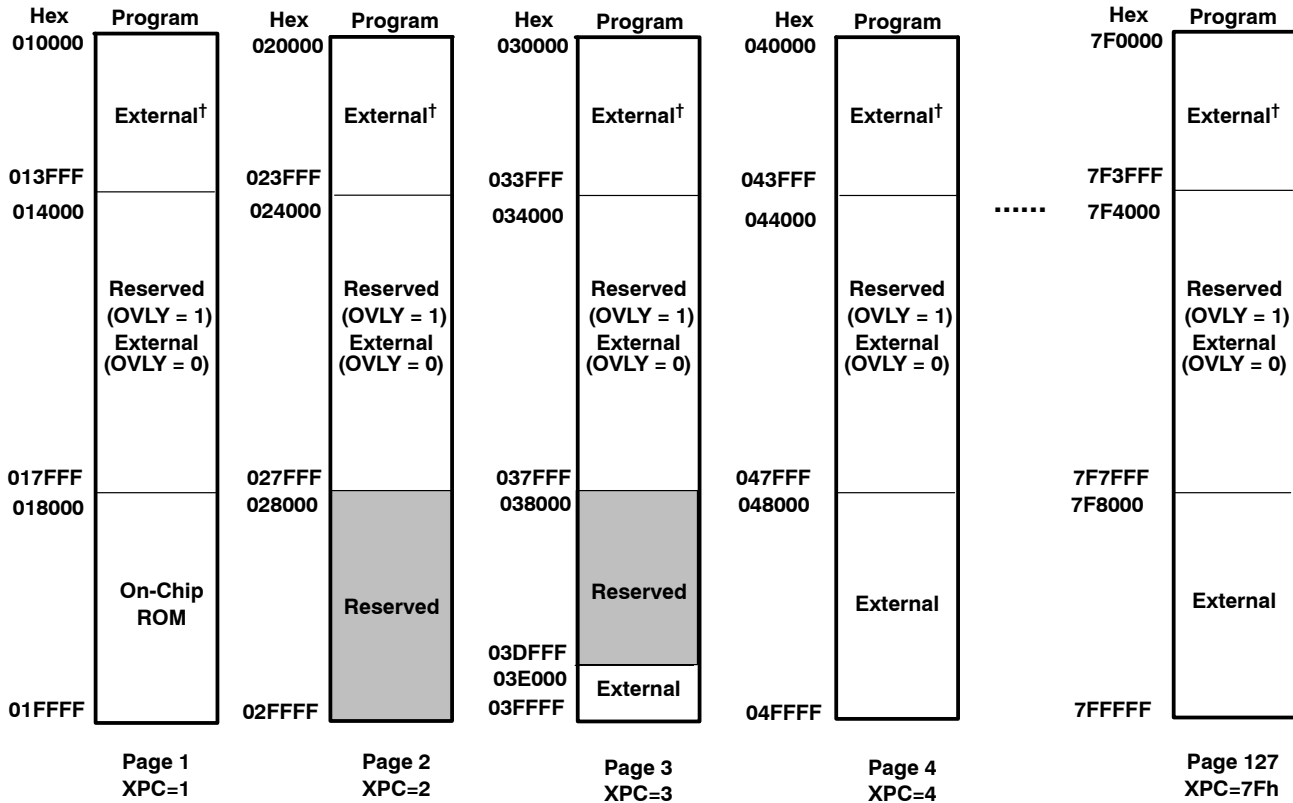 Hex Program
010000
External†
013FFF
014000
Reserved
(OVLY = 1)
External
(OVLY = 0)
017FFF
018000
On-Chip
ROM
01FFFF
Page 1
XPC=1
Hex Program
020000
External†
023FFF
024000
Reserved
(OVLY = 1)
External
(OVLY = 0)
027FFF
028000
Reserved
02FFFF
Page 2
XPC=2
Hex Program
030000
External†
033FFF
034000
Reserved
(OVLY = 1)
External
(OVLY = 0)
037FFF
038000
Reserved
03DFFF
03E000
External
03FFFF
Page 3
XPC=3
Hex Program
040000
External†
043FFF
044000
Reserved
(OVLY = 1)
External
(OVLY = 0)
047FFF
048000
External
04FFFF
Page 4
XPC=4
......
Hex Program
7F0000
External†
7F3FFF
7F4000
Reserved
(OVLY = 1)
External
(OVLY = 0)
7F7FFF
7F8000
External
7FFFFF
Page 127
XPC=7Fh